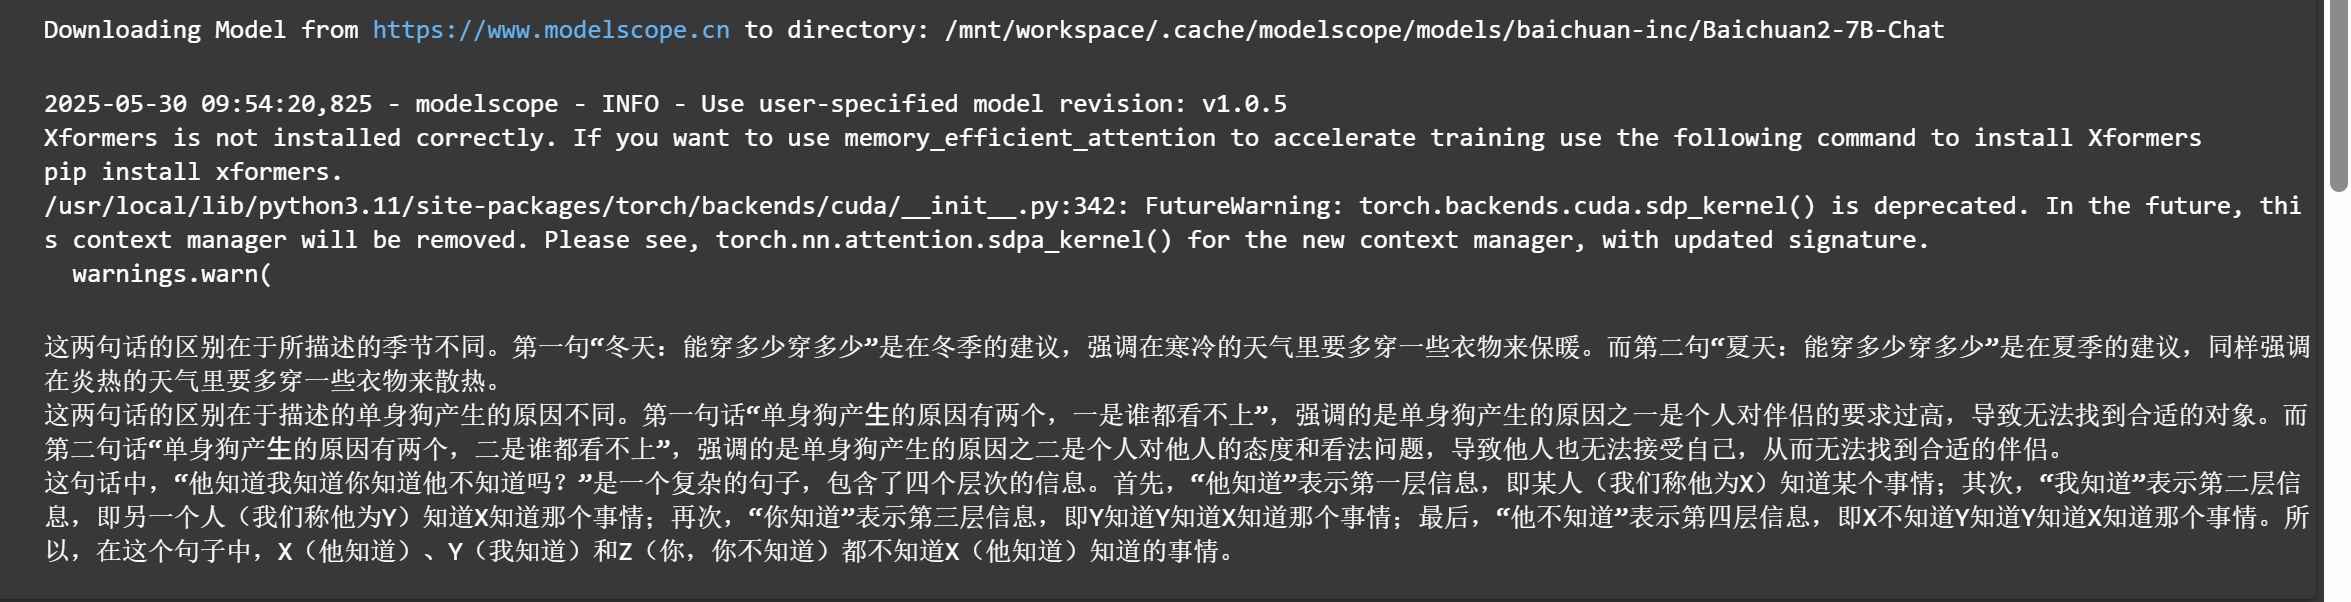 Downloading Model from https://www.modelscope.cn to directory: /mnt/workspace/.cache/modelscope/models/baichuan-inc/Baichuan2-7B-Chat
2025-05-30 09:54:20,825 - modelscope - INFO - Use user-specified model revision: v1.0.5
Xformers is not installed correctly. If you want to use memory_efficient_attention to accelerate training use the following command to install Xformers
pip install xformers.
/usr/local/lib/python3.11/site-packages/torch/backends/cuda/__init__.py:342: FutureWarning: torch.backends.cuda.sdp_kernel() is deprecated. In the future, thi
s context manager will be removed. Please see, torch.nn.attention.sdpa_kernel() for the new context manager, with updated signature.
  warnings.warn(
这两句话的区别在于所描述的季节不同。第一句“冬天：能穿多少穿多少”是在冬季的建议，强调在寒冷的天气里要多穿一些衣物来保暖。而第二句“夏天：能穿多少穿多少”是在夏季的建议，同样强调
在炎热的天气里要多穿一些衣物来散热。
这两句话的区别在于描述的单身狗产生的原因不同。第一句话“单身狗产生的原因有两个，一是谁都看不上”，强调的是单身狗产生的原因之一是个人对伴侣的要求过高，导致无法找到合适的对象。而
第二句话“单身狗产生的原因有两个，二是谁都看不上”，强调的是单身狗产生的原因之二是个人对他人的态度和看法问题，导致他人也无法接受自己，从而无法找到合适的伴侣。
这句话中，“他知道我知道你知道他不知道吗？”是一个复杂的句子，包含了四个层次的信息。首先，“他知道”表示第一层信息，即某人（我们称他为X）知道某个事情；其次，“我知道”表示第二层信
息，即另一个人（我们称他为Y）知道X知道那个事情；再次，“你知道”表示第三层信息，即Y知道Y知道X知道那个事情；最后，“他不知道”表示第四层信息，即X不知道Y知道Y知道X知道那个事情。所
以，在这个句子中，X（他知道）、Y（我知道）和Z（你，你不知道）都不知道X（他知道）知道的事情。